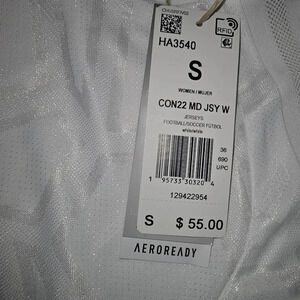 RFID
HA3540
S
WOMEN / MUJER
CON22 MD JSY W
JERSEYS
FOOTBALL/SOCCER FÚTBOL
white/white
36
690
UPC
1 95733 30320 4
129422954
S $ 55.00
AEROREADY